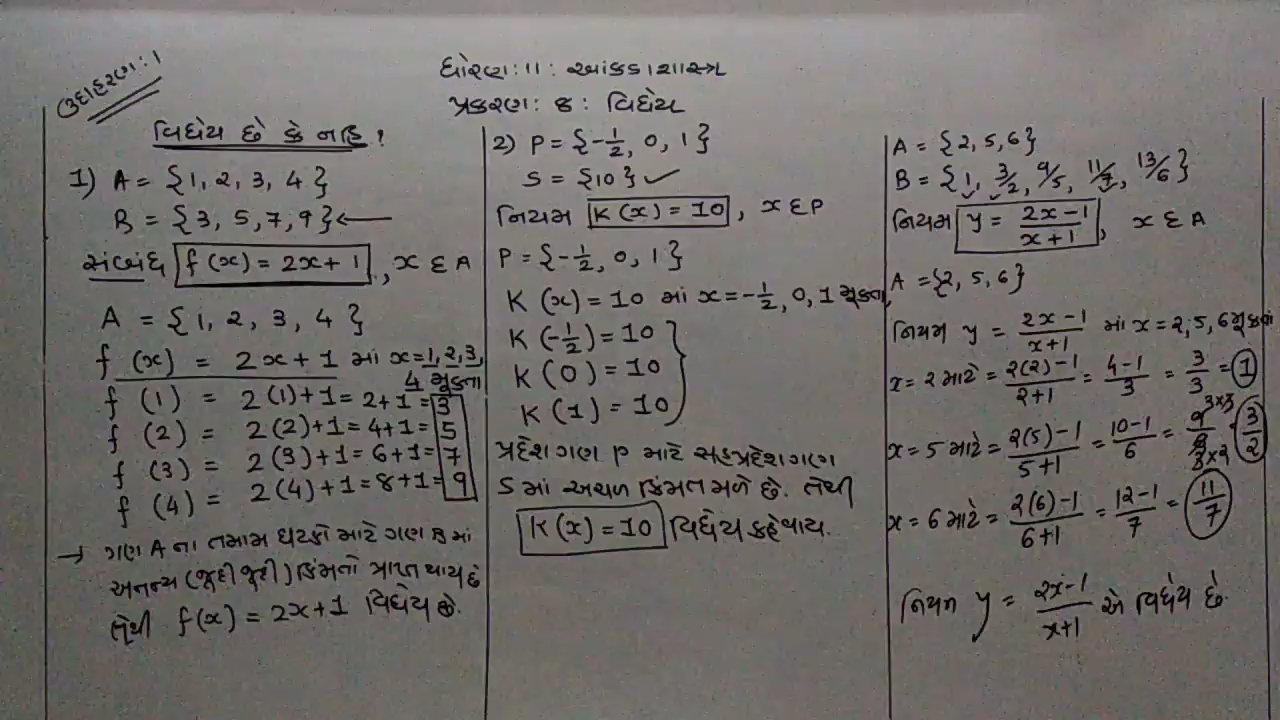 ઉદાહરણ : 1
ધોરણ : 11 : આંકડાશાસ્ત્ર
પ્રકરણ : 8 : વિધેય
વિધેય છે કે નહિ ?
1) A = {1, 2, 3, 4}
B = {3, 5, 7, 9} ←
સંબંધ f(x) = 2x + 1, x ∈ A
A = {1, 2, 3, 4}
f (x) = 2x + 1 માં x = 1, 2, 3,
4 મૂકતા
f (1) = 2(1)+1 = 2+1 = 3
f (2) = 2(2)+1 = 4+1 = 5
f (3) = 2(3)+1 = 6+1 = 7
f (4) = 2(4)+1 = 8+1 = 9
→ ગણ A ના તમામ ઘટકો માટે ગણ B માં
અનન્ય (જૂદી જૂદી) કિંમતો પ્રાપ્ત થાય છે
તેથી f(x) = 2x+1 વિધેય છે.
2) P = {-1/2, 0, 1}
S = {10} ✓
નિયમ K(x) = 10, x ∈ P
P = {-1/2, 0, 1}
K (x) = 10 માં x = -1/2, 0, 1 મૂકતા
K (-1/2) = 10
K (0) = 10
K (1) = 10
પ્રદેશ ગણ P માટે સહપ્રદેશ ગણ
S માં અચળ કિંમત મળે છે. તેથી
K(x) = 10 વિધેય કહેવાય.
A = {2, 5, 6}
B = {1, 3/2, 9/5, 11/7, 13/6}
નિયમ y = 2x-1/x+1, x ∈ A
A = {2, 5, 6}
નિયમ y = 2x-1/x+1 માં x = 2, 5, 6 મૂકતાં
x = 2 માટે = 2(2)-1/2+1 = 4-1/3 = 3/3 = 1
x = 5 માટે = 2(5)-1/5+1 = 10-1/6 = 9/6 3×3/3×2 = 3/2
x = 6 માટે = 2(6)-1/6+1 = 12-1/7 = 11/7
નિયમ y = 2x-1/x+1 એ વિધેય છે.